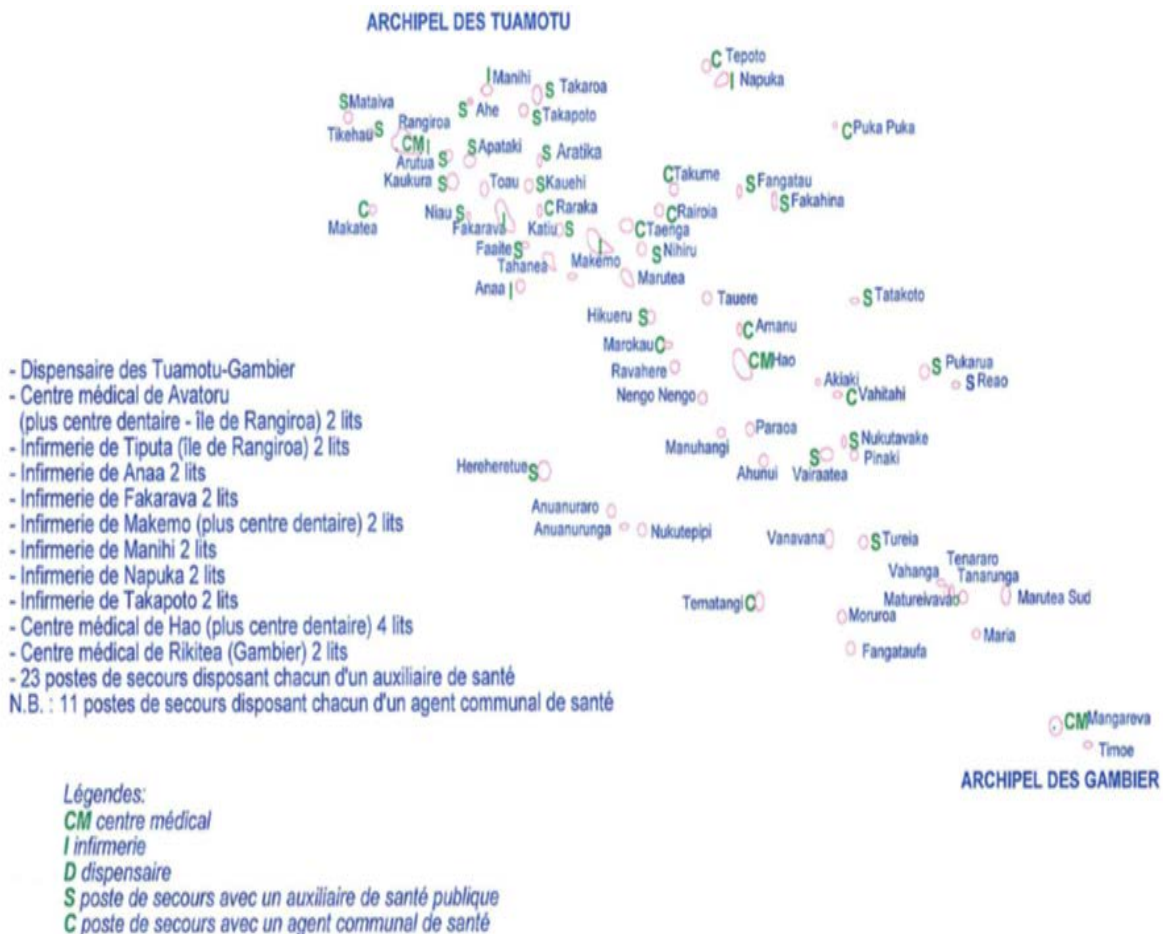 ARCHIPEL DES TUAMOTU
C Tepoto
I Manihi
I Napuka
S Takaroa
S Mataiva
S Ahe
S Takapoto
Rangiroa
C Puka Puka
Tikehau S
CM I
S Apataki
S Aratika
Arutua S
C Takume
S Fangatau
Kaukura S
Toau
S Kauehi
S Fakahina
C Raraka
C Rairoia
C
Makatea
Niau S
Fakarava I
Katiu S
C Taenga
Faaite S
I
Makemo
S Nihiru
Tahanea
Marutea
Anaa I
Tauere
S Tatakoto
Hikueru S
C Amanu
Marokau C
CM Hao
S Pukarua
Ravahere
Akiaki
S Reao
- Dispensaire des Tuamotu-Gambier
- Centre médical de Avatoru
(plus centre dentaire - île de Rangiroa) 2 lits
- Infirmerie de Tiputa (île de Rangiroa) 2 lits
- Infirmerie de Anaa 2 lits
- Infirmerie de Fakarava 2 lits
- Infirmerie de Makemo (plus centre dentaire) 2 lits
- Infirmerie de Manihi 2 lits
- Infirmerie de Napuka 2 lits
- Infirmerie de Takapoto 2 lits
- Centre médical de Hao (plus centre dentaire) 4 lits
- Centre médical de Rikitea (Gambier) 2 lits
- 23 postes de secours disposant chacun d'un auxiliaire de santé
N.B. : 11 postes de secours disposant chacun d'un agent communal de santé
Nengo Nengo
C Vahitahi
Paraoa
Manuhangi
S Nukutavake
Pinaki
Hereheretue S
Ahunui
S
Vairaatea
Anuanuraro
Anuanurunga
Nukutepipi
Vanavana
S Tureia
Tenararo
Vahanga
Tanarunga
Tematangi C
Matureivavao
Marutea Sud
Moruroa
Maria
Fangataufa
CM Mangareva
Timoe
ARCHIPEL DES GAMBIER
Légendes:
CM centre médical
I infirmerie
D dispensaire
S poste de secours avec un auxiliaire de santé publique
C poste de secours avec un agent communal de santé